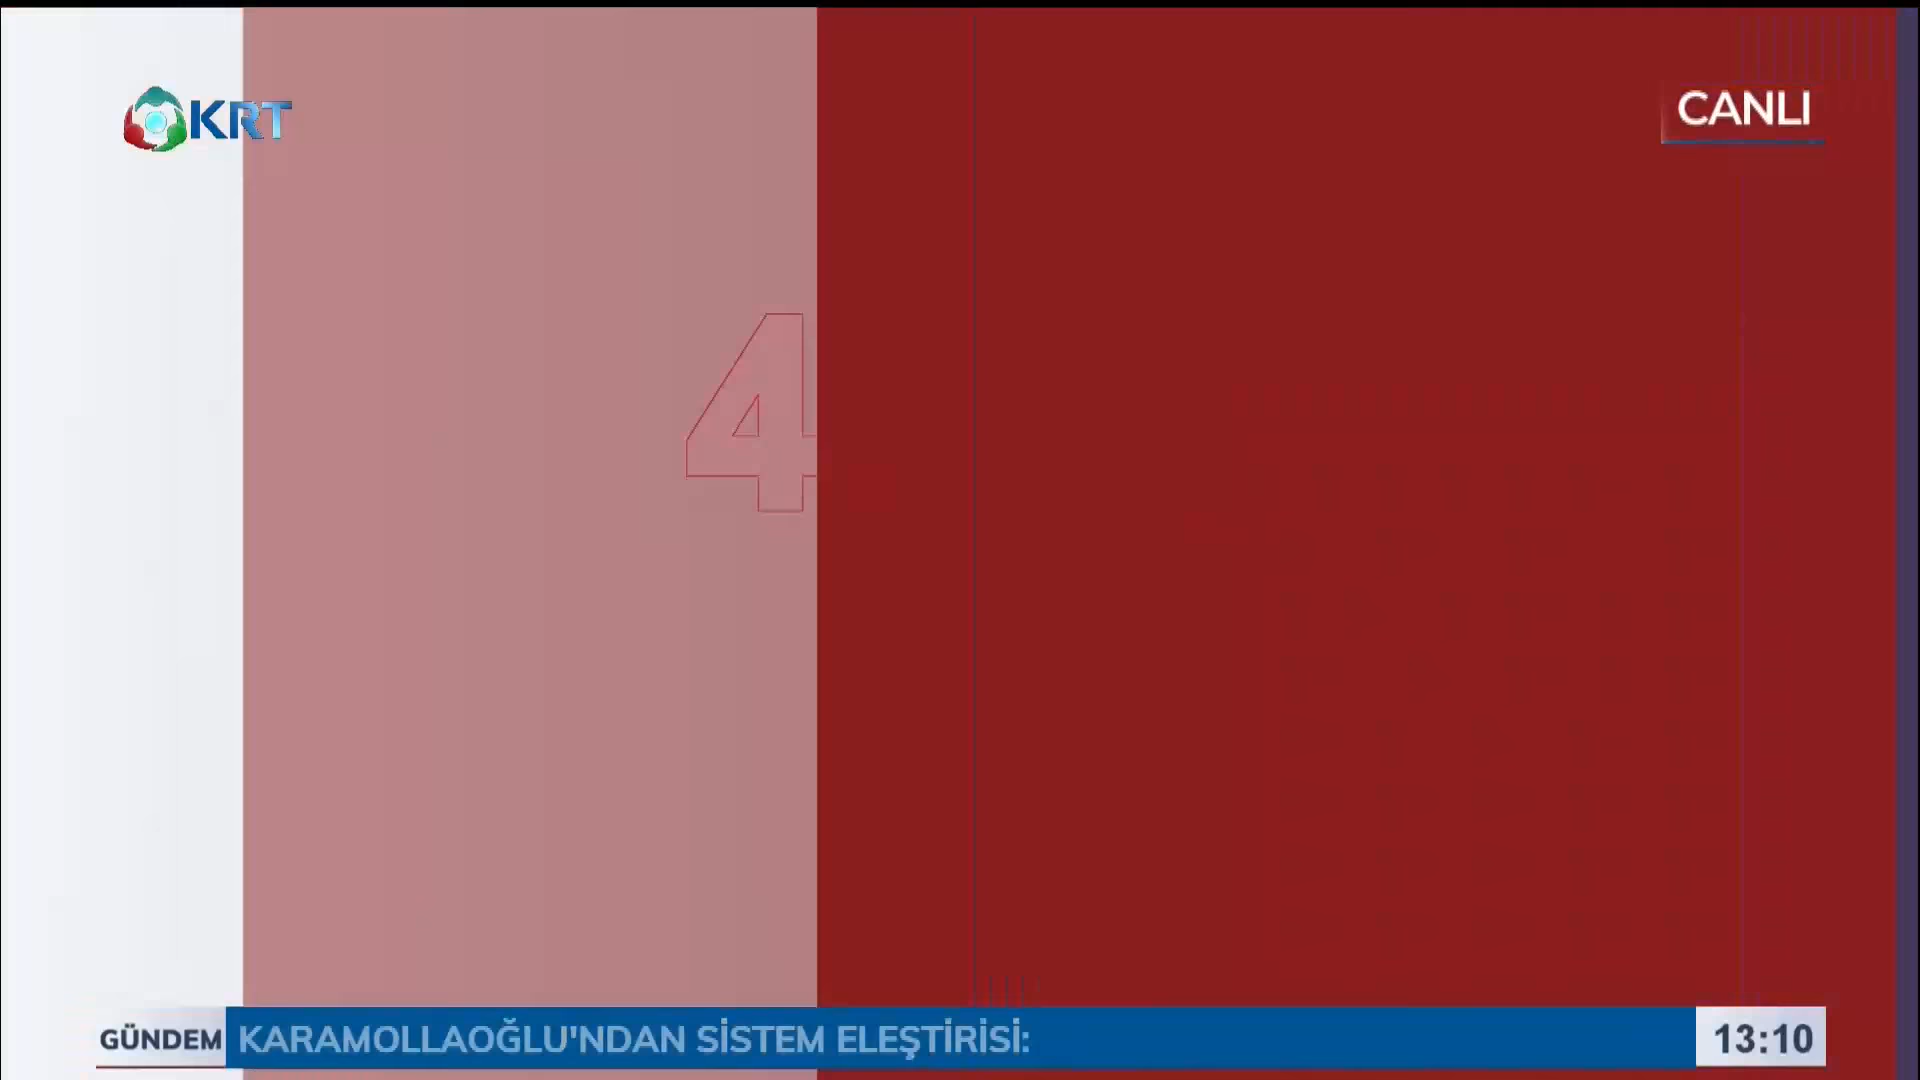 KRT
CANLI
4
GÜNDEM
KARAMOLLAOĞLU'NDAN SİSTEM ELEŞTİRİSİ:
13:10